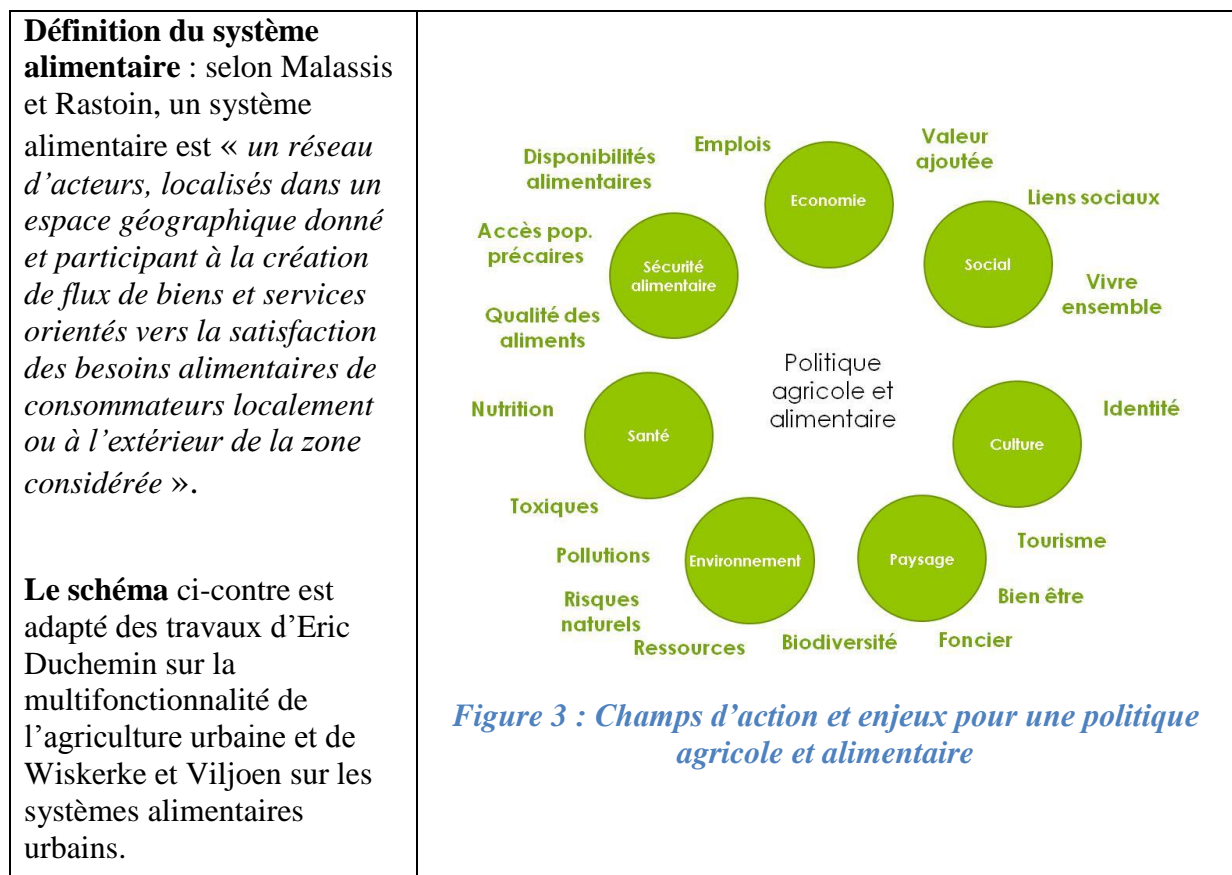 Définition du système
alimentaire : selon Malassis
et Rastoin, un système
alimentaire est « un réseau
d’acteurs, localisés dans un
espace géographique donné
et participant à la création
de flux de biens et services
orientés vers la satisfaction
des besoins alimentaires de
consommateurs localement
ou à l’extérieur de la zone
considérée ».
Le schéma ci-contre est
adapté des travaux d’Eric
Duchemin sur la
multifonctionnalité de
l’agriculture urbaine et de
Wiskerke et Viljoen sur les
systèmes alimentaires
urbains.
Emplois
Valeur
ajoutée
Disponibilités
alimentaires
Economie
Liens sociaux
Accès pop.
précaires
Sécurité
alimentaire
Social
Vivre
ensemble
Qualité des
aliments
Politique
agricole et
alimentaire
Nutrition
Santé
Culture
Identité
Toxiques
Pollutions
Environnement
Paysage
Tourisme
Risques
naturels
Bien être
Ressources
Biodiversité
Foncier
Figure 3 : Champs d’action et enjeux pour une politique
agricole et alimentaire